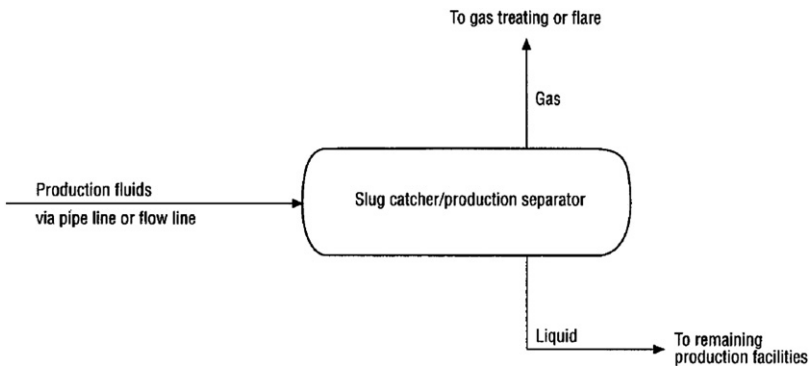 To gas treating or flare
Gas
Production fluids
via pipe line or flow line
Slug catcher/production separator
Liquid
To remaining
production facilities